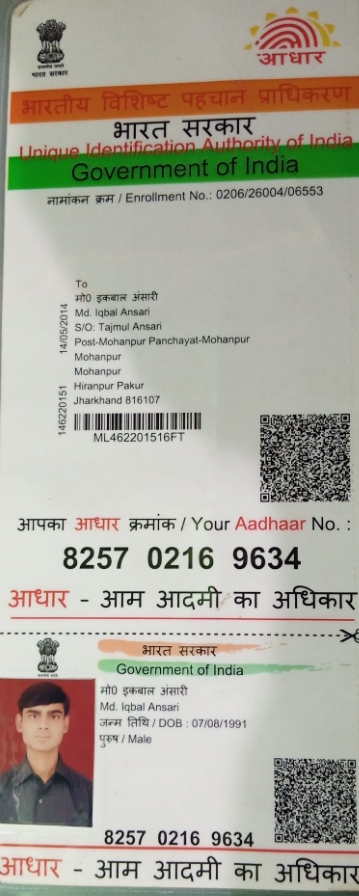 भारत सरकार
आधार
भारतीय विशिष्ट पहचान प्राधिकरण
भारत सरकार
Unique Identification Authority of India
Government of India
नामांकन क्रम / Enrollment No.: 0206/26004/06553
To
मो0 इकबाल अंसारी
Md. Iqbal Ansari
S/O: Tajmul Ansari
Post-Mohanpur Panchayat-Mohanpur
Mohanpur
Mohanpur
Hiranpur Pakur
Jharkhand 816107
14/05/2014
146220151
ML462201516FT
आपका आधार क्रमांक / Your Aadhaar No. :
8257 0216 9634
आधार - आम आदमी का अधिकार
भारत सरकार
Government of India
मो0 इकबाल अंसारी
Md. Iqbal Ansari
जन्म तिथि / DOB : 07/08/1991
पुरुष / Male
8257 0216 9634
आधार - आम आदमी का अधिकार